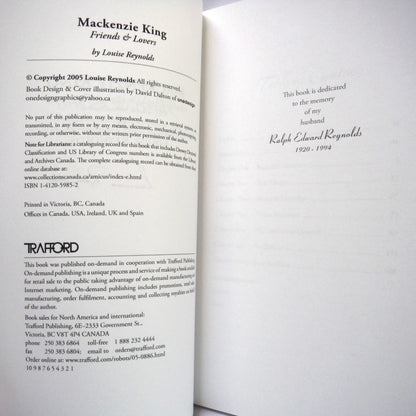 Mackenzie King
Friends & Lovers
by Louise Reynolds
© Copyright 2005 Louise Reynolds All rights reserved.
Book Design & Cover illustration by David Dalton of onedesign
onedesigngraphics@yahoo.ca
No part of this publication may be reproduced, stored in a retrieval system, or
transmitted, in any form or by any means, electronic, mechanical, photocopying,
recording, or otherwise, without the written prior permission of the author.
Note for Librarians: a cataloguing record for this book that includes Dewey Decimal
Classification and US Library of Congress numbers is available from the Library
and Archives Canada. The complete cataloguing record can be obtained from their
online database at:
www.collectionscanada.ca/amicus/index-e.html
ISBN 1-4120-5985-2
Printed in Victoria, BC, Canada
Offices in Canada, USA, Ireland, UK and Spain
TRAFFORD
This book was published on-demand in cooperation with Trafford Publishing.
On-demand publishing is a unique process and service of making a book available
for retail sale to the public taking advantage of on-demand manufacturing and
Internet marketing. On-demand publishing includes promotions, retail sales,
manufacturing, order fulfilment, accounting and collecting royalties on behalf
of the author.
Book sales for North America and international:
Trafford Publishing, 6E-2333 Government St.,
Victoria, BC V8T 4P4 CANADA
phone 250 383 6864 1 888 232 4444
fax 250 383 6804; email to orders@trafford.com
Order online at: www.trafford.com/robots/05-0886.html
10 9 8 7 6 5 4 3 2 1
This book is dedicated
to the memory
of my
husband
Ralph Edward Reynolds
1920 - 1994